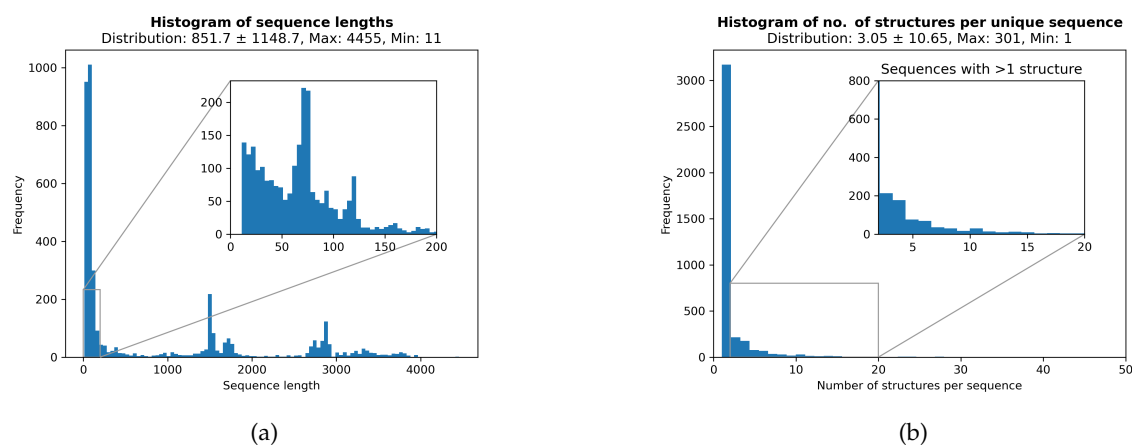 Histogram of sequence lengths
Distribution: 851.7 ± 1148.7, Max: 4455, Min: 11
1000
800
600
400
200
0
Frequency
200
150
100
50
0
0 50 100 150 200
0 1000 2000 3000 4000
Sequence length
(a)
Histogram of no. of structures per unique sequence
Distribution: 3.05 ± 10.65, Max: 301, Min: 1
3000
2500
2000
1500
1000
500
0
Frequency
Sequences with >1 structure
800
600
400
200
0
5 10 15 20
0 10 20 30 40 50
Number of structures per sequence
(b)